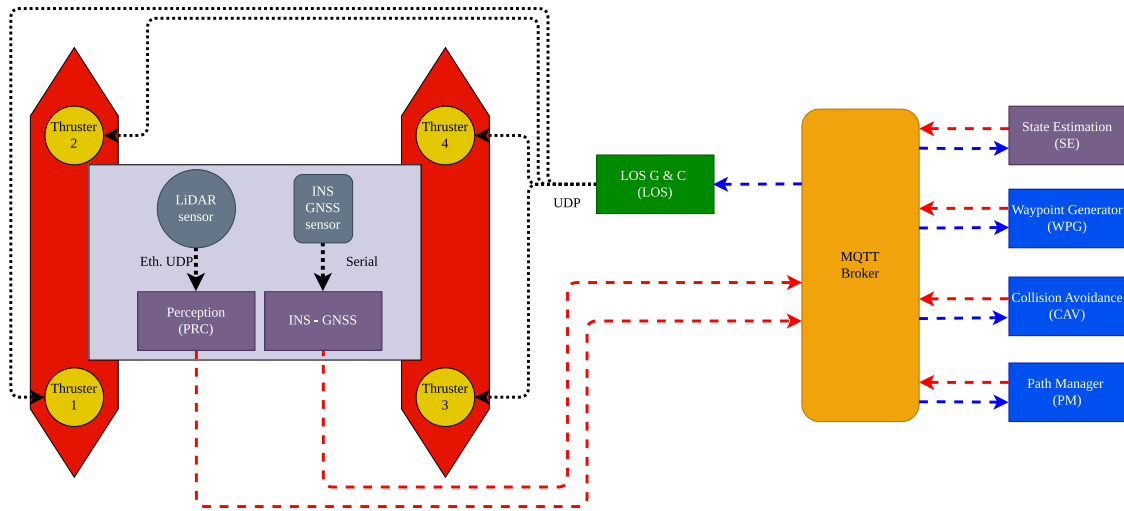 Thruster
2
Thruster
4
LiDAR
sensor
INS
GNSS
sensor
Eth. UDP
Serial
Perception
(PRC)
INS - GNSS
Thruster
1
Thruster
3
UDP
LOS G & C
(LOS)
MQTT
Broker
State Estimation
(SE)
Waypoint Generator
(WPG)
Collision Avoidance
(CAV)
Path Manager
(PM)